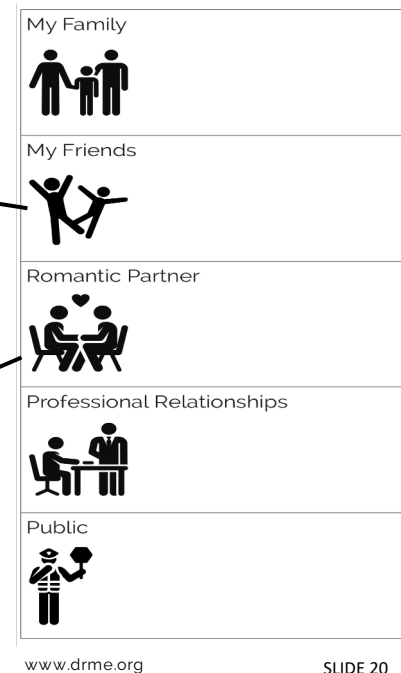 My Family
My Friends
Romantic Partner
Professional Relationships
Public
www.drme.org
SLIDE 20